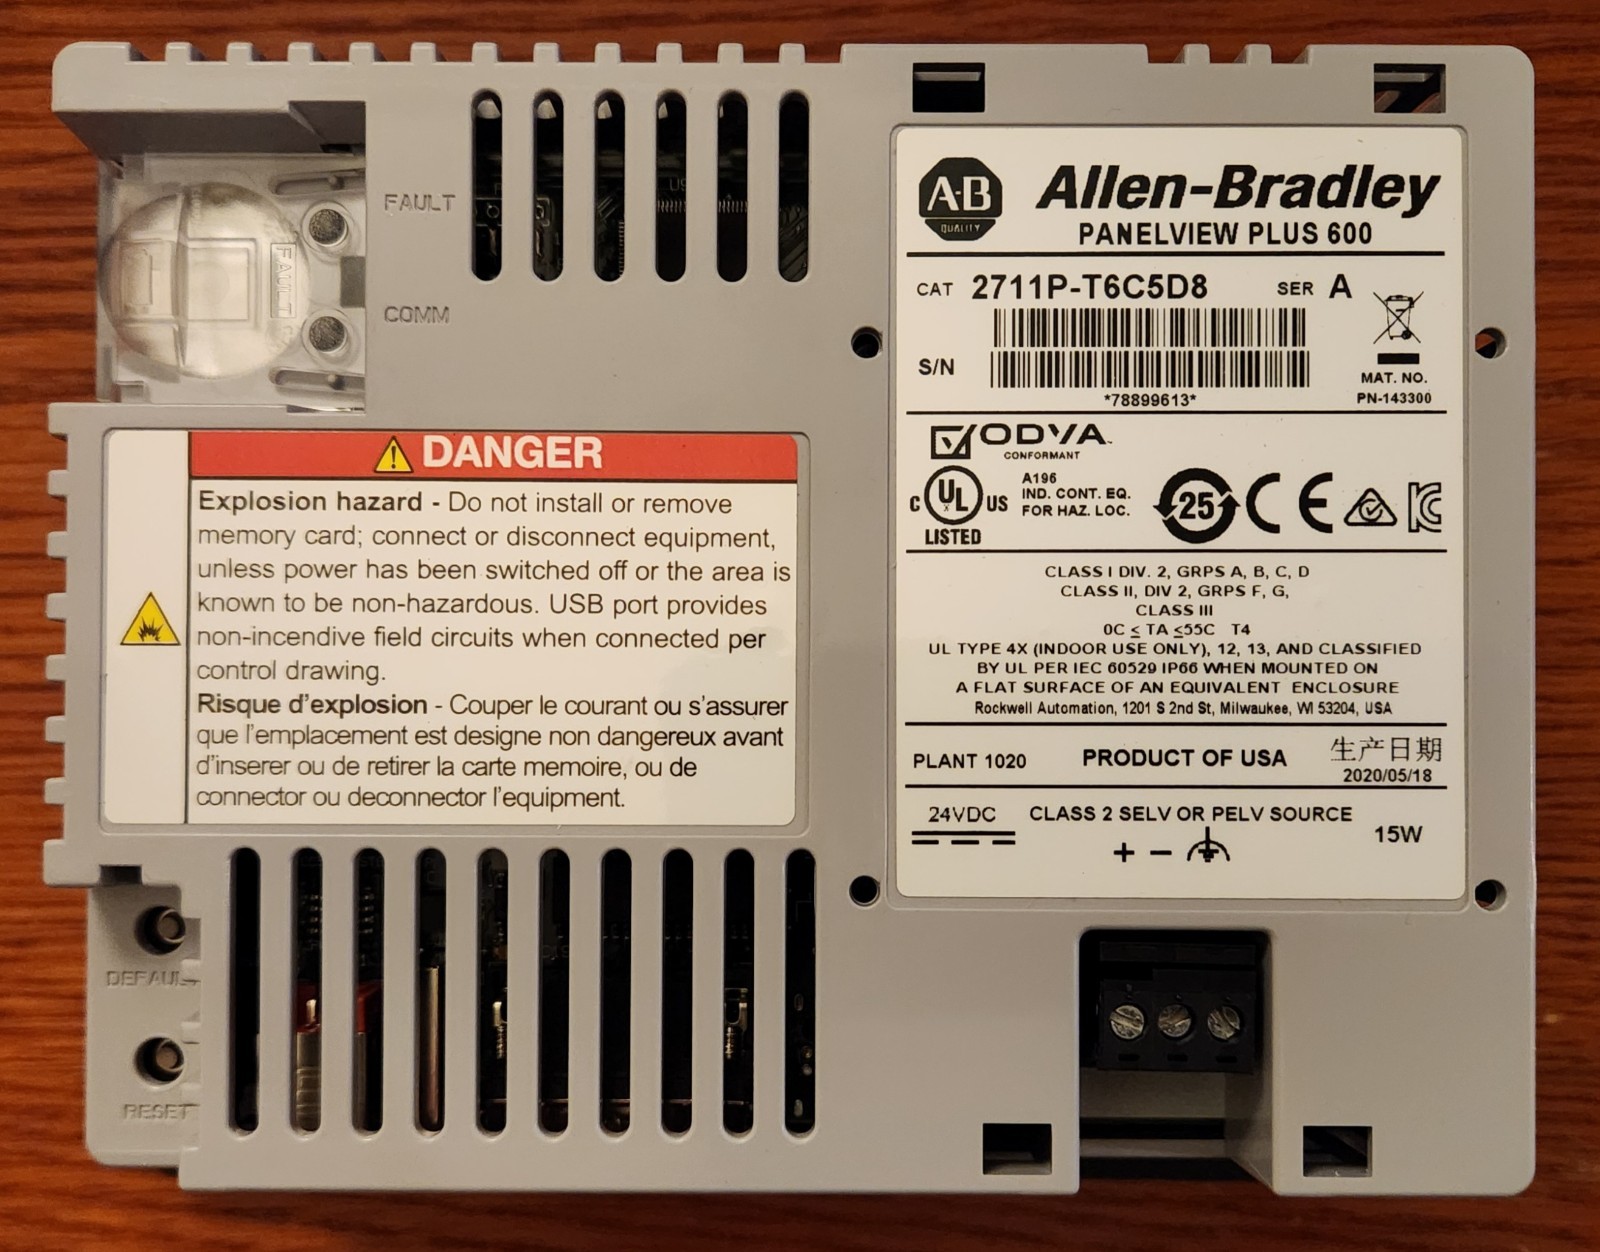 FAULT
COMM
FAULT
A-B
QUALITY
Allen-Bradley
PANELVIEW PLUS 600
CAT 2711P-T6C5D8 SER A
S/N
*78899613*
MAT. NO.
PN-143300
ODVA
CONFORMANT
C UL US
LISTED
A196
IND. CONT. EQ.
FOR HAZ. LOC.
25
CE
CLASS I DIV. 2, GRPS A, B, C, D
CLASS II, DIV 2, GRPS F, G,
CLASS III
0C ≤ TA ≤55C T4
UL TYPE 4X (INDOOR USE ONLY), 12, 13, AND CLASSIFIED
BY UL PER IEC 60529 IP66 WHEN MOUNTED ON
A FLAT SURFACE OF AN EQUIVALENT ENCLOSURE
Rockwell Automation, 1201 S 2nd St, Milwaukee, WI 53204, USA
PLANT 1020 PRODUCT OF USA
生产日期
2020/05/18
24VDC CLASS 2 SELV OR PELV SOURCE
+ −
15W
DANGER
Explosion hazard - Do not install or remove
memory card; connect or disconnect equipment,
unless power has been switched off or the area is
known to be non-hazardous. USB port provides
non-incendive field circuits when connected per
control drawing.
Risque d'explosion - Couper le courant ou s'assurer
que l'emplacement est designe non dangereux avant
d'inserer ou de retirer la carte memoire, ou de
connector ou deconnector l'equipment.
DEFAUL
RESET